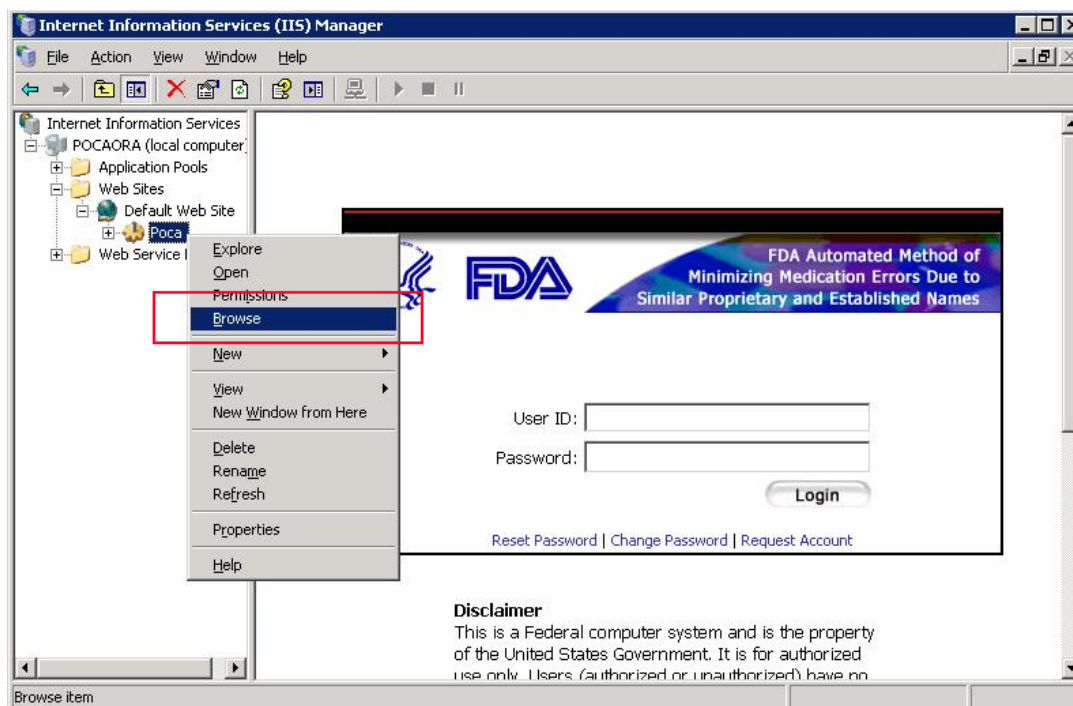 Internet Information Services (IIS) Manager
File Action View Window Help
Internet Information Services
POCAORA (local computer)
Application Pools
Web Sites
Default Web Site
Poca
Web Service
Explore
Open
Permissions
Browse
New
View
New Window from Here
Delete
Rename
Refresh
Properties
Help
FDA
FDA Automated Method of
Minimizing Medication Errors Due to
Similar Proprietary and Established Names
User ID:
Password:
Login
Reset Password | Change Password | Request Account
Disclaimer
This is a Federal computer system and is the property
of the United States Government. It is for authorized
use only. Users (authorized or unauthorized) have no
Browse item